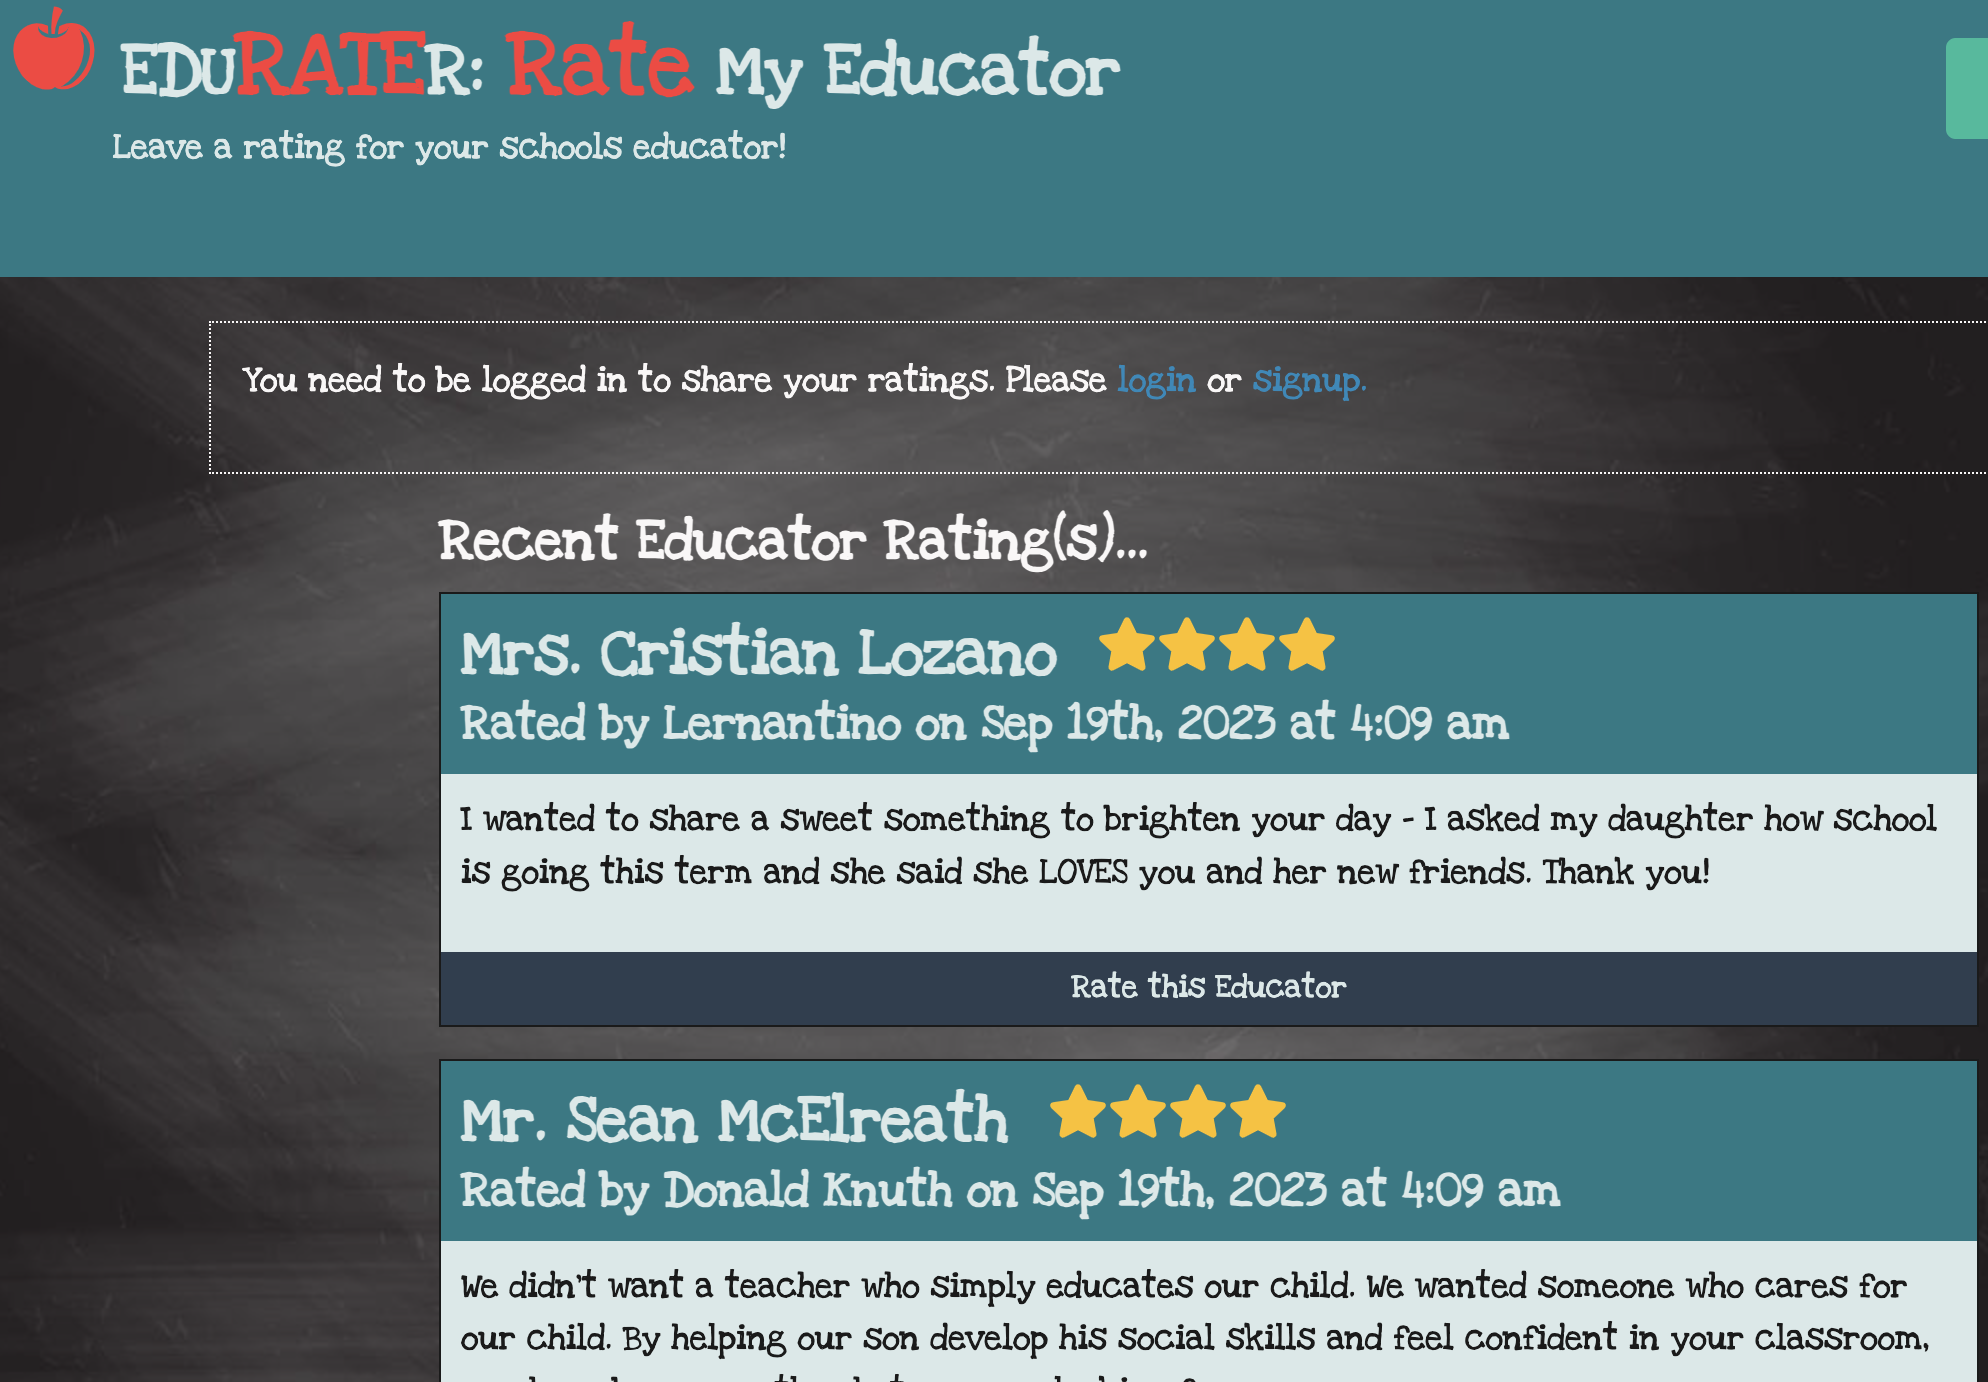 EDURATER: Rate My Educator
Leave a rating for your schools educator!
You need to be logged in to share your ratings. Please login or signup.
Recent Educator Rating(s)...
Mrs. Cristian Lozano
Rated by Lernantino on Sep 19th, 2023 at 4:09 am
I wanted to share a sweet something to brighten your day - I asked my daughter how school
is going this term and she said she LOVES you and her new friends. Thank you!
Rate this Educator
Mr. Sean McElreath
Rated by Donald Knuth on Sep 19th, 2023 at 4:09 am
We didn't want a teacher who simply educates our child. We wanted someone who cares for
our child. By helping our son develop his social skills and feel confident in your classroom,